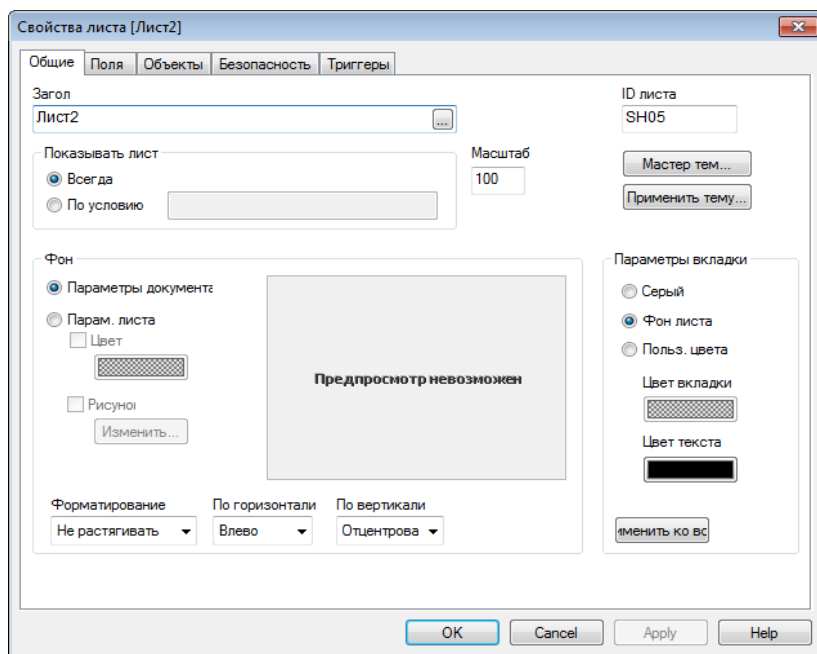 Свойства листа [Лист2]
Общие Поля Объекты Безопасность Триггеры
Загол ID листа
Лист2 ... SH05
Показывать лист Масштаб
Всегда 100 Мастер тем...
По условию Применить тему...
Фон Параметры вкладки
Параметры документа Серый
Парам. листа Фон листа
Цвет Польз. цвета
Предпросмотр невозможен Цвет вкладки
Рисуно
Изменить... Цвет текста
Форматирование По горизонтали По вертикали
Не растягивать Влево Отцентрова именить ко вс
OK Cancel Apply Help